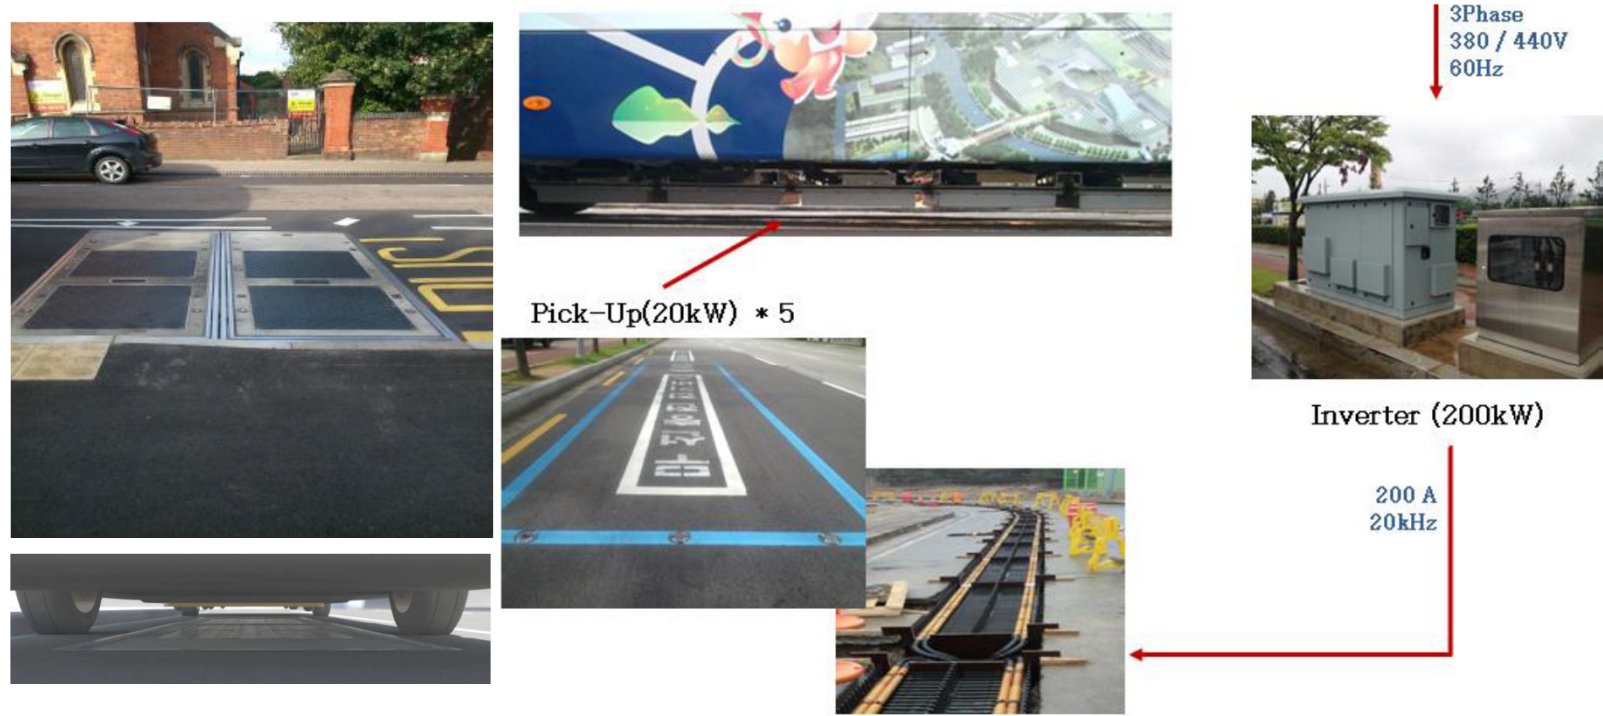 3Phase
380 / 440V
60Hz
Pick-Up(20kW) * 5
Inverter (200kW)
200 A
20kHz